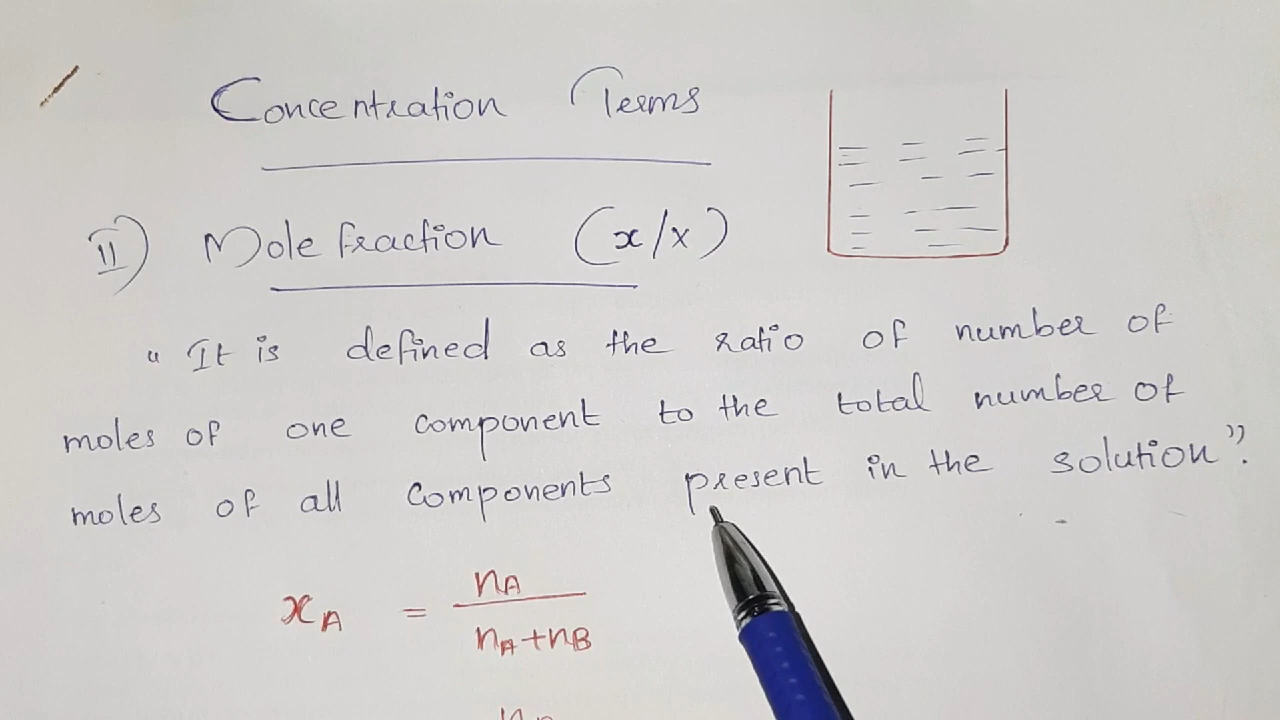 Concentration Terms
II) Mole fraction (x/X)
"It is defined as the ratio of number of
moles of one component to the total number of
moles of all components present in the solution".
xA = nA
nA+nB